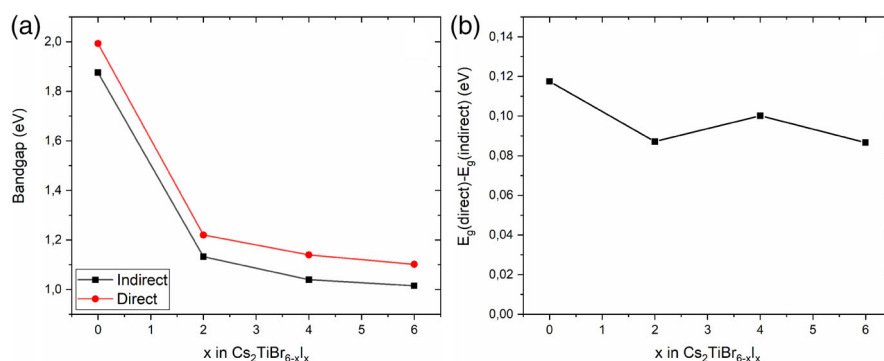 (a)
2,0
1,8
1,6
1,4
1,2
1,0
Bandgap (eV)
Indirect
Direct
0 1 2 3 4 5 6
x in Cs₂TiBr₆₋ₓIₓ
(b)
0,14
0,12
0,10
0,08
0,06
0,04
0,02
0,00
E_g(direct)-E_g(indirect) (eV)
0 1 2 3 4 5 6
x in Cs₂TiBr₆₋ₓIₓ